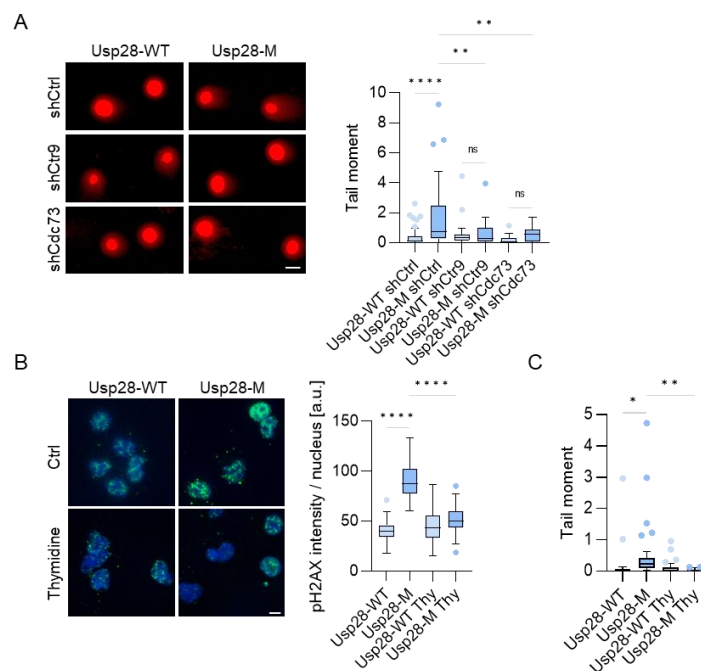 A
Usp28-WT
Usp28-M
shCtrl
shCtr9
shCdc73
* *
* *
* * * *
ns
ns
Tail moment
10
8
6
4
2
0
Usp28-WT shCtrl
Usp28-M shCtrl
Usp28-WT shCtr9
Usp28-M shCtr9
Usp28-WT shCdc73
Usp28-M shCdc73
B
Usp28-WT
Usp28-M
Ctrl
Thymidine
* * * *
* * * *
pH2AX intensity / nucleus [a.u.]
150
100
50
0
Usp28-WT
Usp28-M
Usp28-WT Thy
Usp28-M Thy
C
* *
*
Tail moment
5
4
3
2
1
0
Usp28-WT
Usp28-M
Usp28-WT Thy
Usp28-M Thy